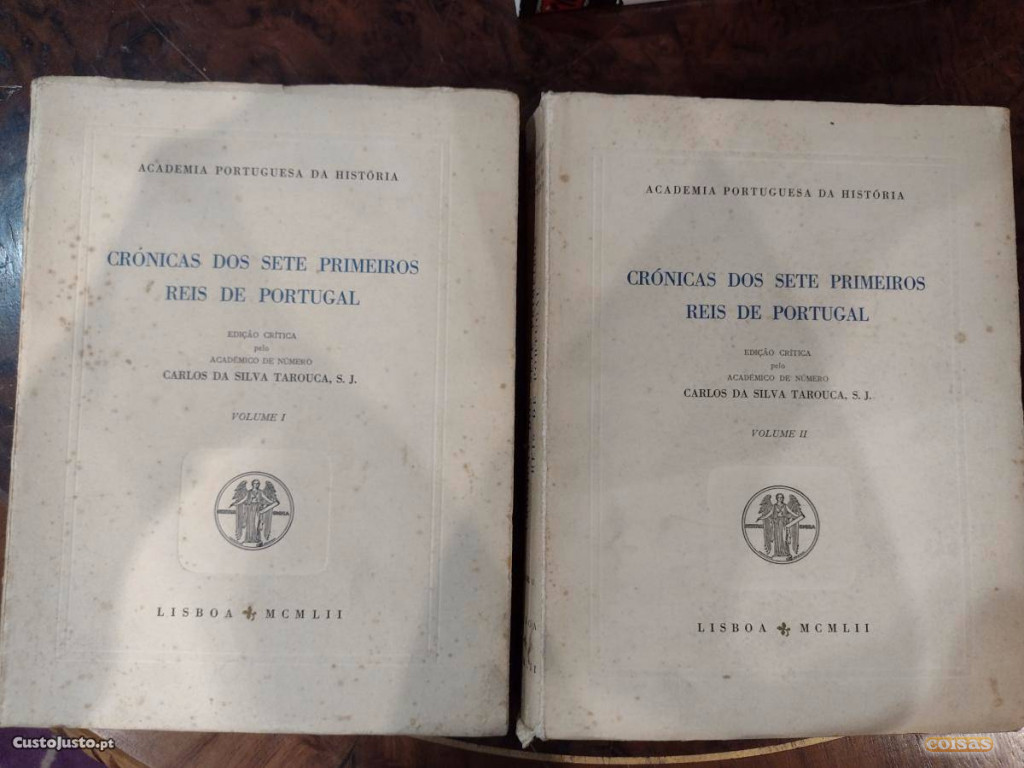 ACADEMIA PORTUGUESA DA HISTÓRIA
CRÓNICAS DOS SETE PRIMEIROS
REIS DE PORTUGAL
EDIÇÃO CRÍTICA
pelo
ACADÉMICO DE NÚMERO
CARLOS DA SILVA TAROUCA, S. J.
VOLUME I
LISBOA MCMLII
ACADEMIA PORTUGUESA DA HISTÓRIA
CRÓNICAS DOS SETE PRIMEIROS
REIS DE PORTUGAL
EDIÇÃO CRÍTICA
pelo
ACADÉMICO DE NÚMERO
CARLOS DA SILVA TAROUCA, S. J.
VOLUME II
LISBOA MCMLII
CustoJusto.pt
coisas